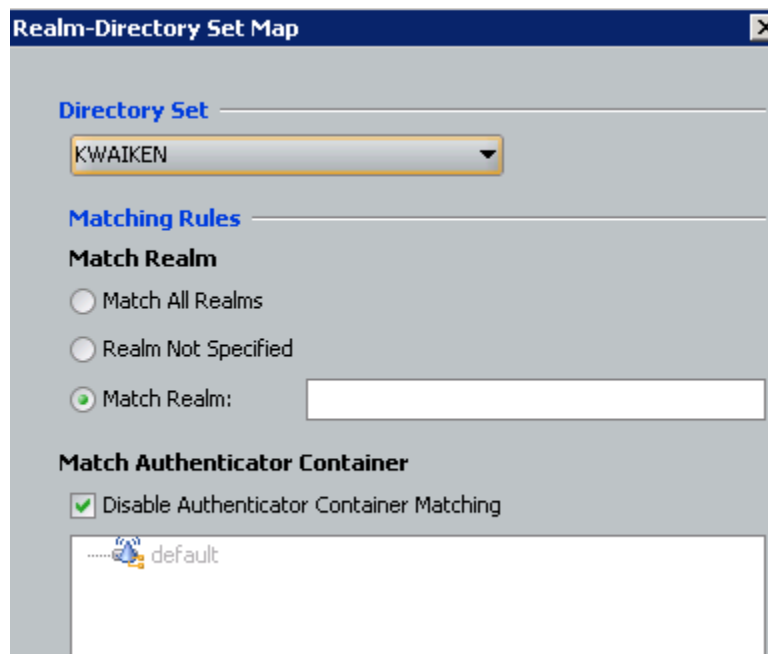 Realm-Directory Set Map
Directory Set
KWAIKEN
Matching Rules
Match Realm
Match All Realms
Realm Not Specified
Match Realm:
Match Authenticator Container
Disable Authenticator Container Matching
default